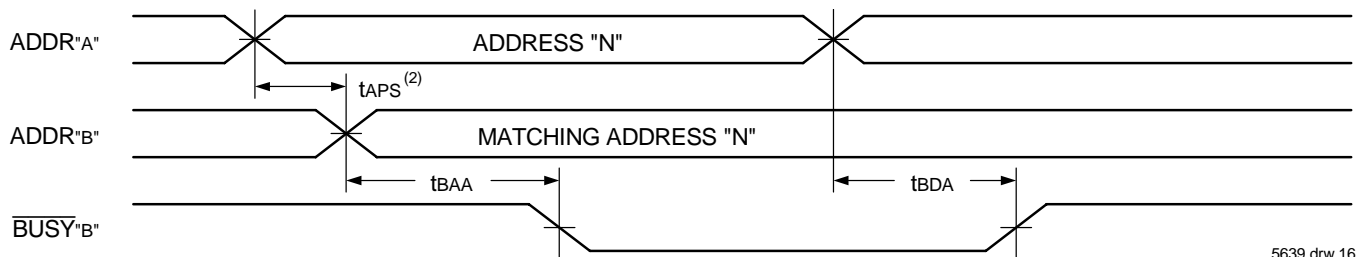 ADDR"A"
ADDRESS "N"
tAPS(2)
ADDR"B"
MATCHING ADDRESS "N"
tBAA
tBDA
BUSY"B"
5639 drw 16